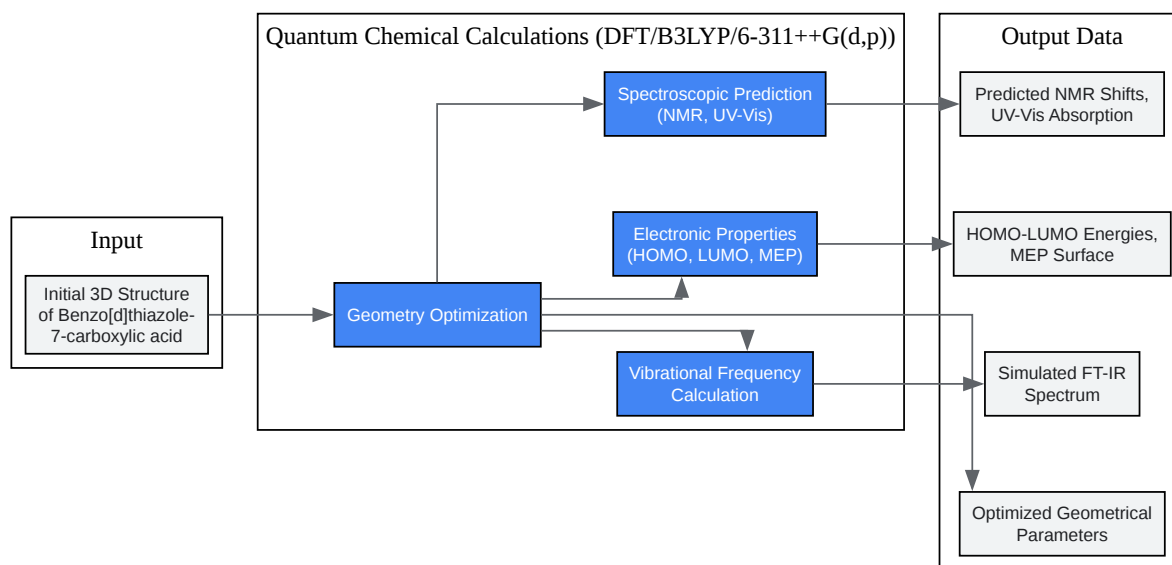 Quantum Chemical Calculations (DFT/B3LYP/6-311++G(d,p))
Output Data
Spectroscopic Prediction
(NMR, UV-Vis)
Predicted NMR Shifts,
UV-Vis Absorption
Input
Initial 3D Structure
of Benzo[d]thiazole-
7-carboxylic acid
Geometry Optimization
Electronic Properties
(HOMO, LUMO, MEP)
HOMO-LUMO Energies,
MEP Surface
Vibrational Frequency
Calculation
Simulated FT-IR
Spectrum
Optimized Geometrical
Parameters